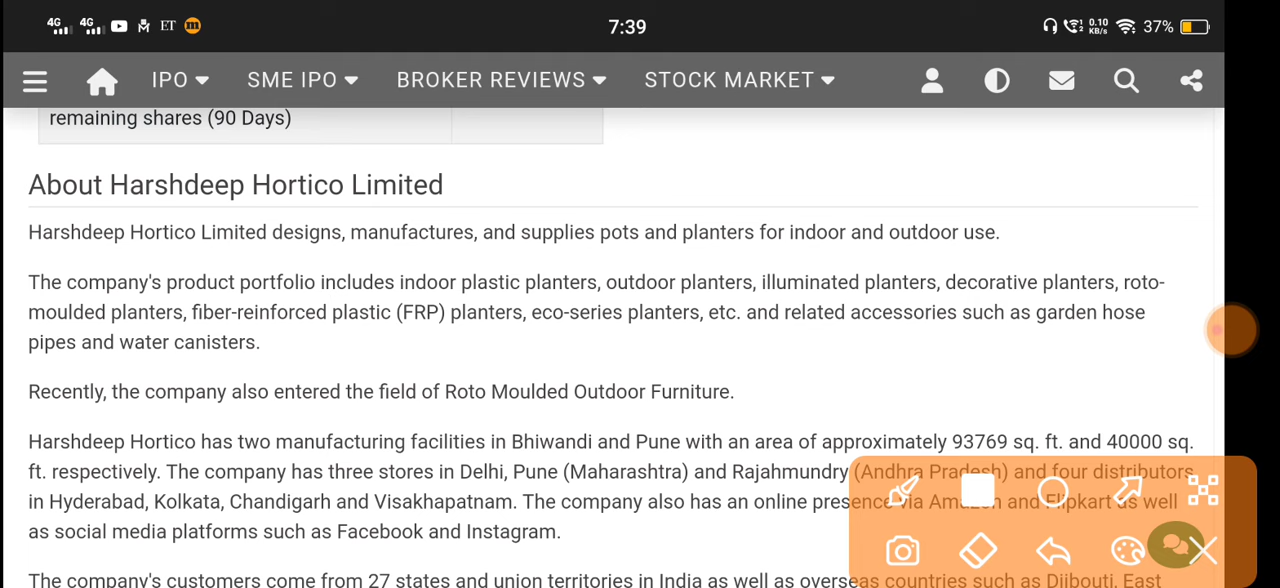 4G 4G ET m 7:39 2 0.10 KB/s 37%
IPO SME IPO BROKER REVIEWS STOCK MARKET
remaining shares (90 Days)
About Harshdeep Hortico Limited
Harshdeep Hortico Limited designs, manufactures, and supplies pots and planters for indoor and outdoor use.
The company's product portfolio includes indoor plastic planters, outdoor planters, illuminated planters, decorative planters, roto-
moulded planters, fiber-reinforced plastic (FRP) planters, eco-series planters, etc. and related accessories such as garden hose
pipes and water canisters.
Recently, the company also entered the field of Roto Moulded Outdoor Furniture.
Harshdeep Hortico has two manufacturing facilities in Bhiwandi and Pune with an area of approximately 93769 sq. ft. and 40000 sq.
ft. respectively. The company has three stores in Delhi, Pune (Maharashtra) and Rajahmundry (Andhra Pradesh) and four distributors
in Hyderabad, Kolkata, Chandigarh and Visakhapatnam. The company also has an online presence via Amazon and Flipkart as well
as social media platforms such as Facebook and Instagram.
The company's customers come from 27 states and union territories in India as well as overseas countries such as Djibouti, East